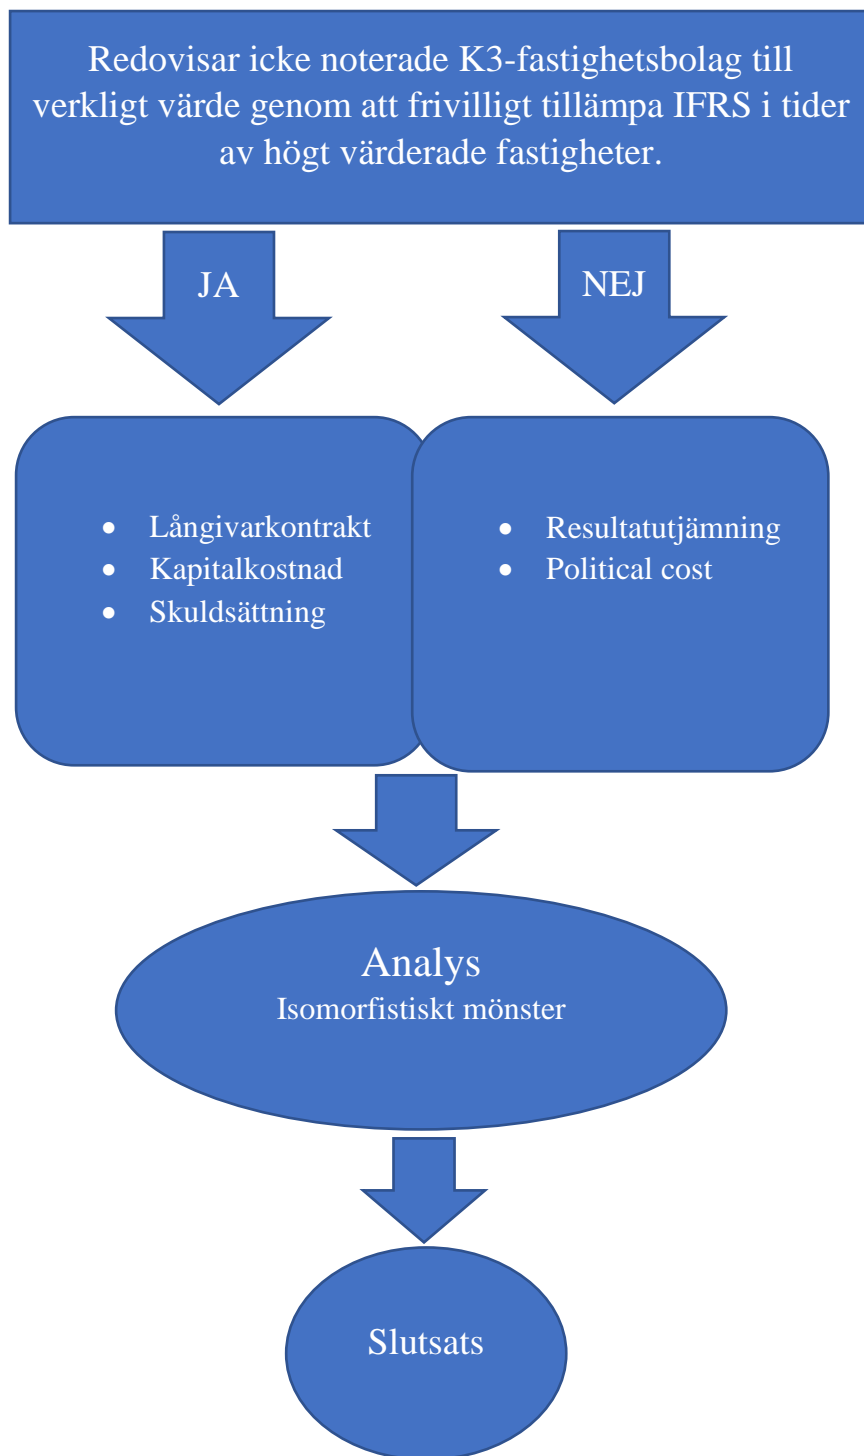 Redovisar icke noterade K3-fastighetsbolag till
verkligt värde genom att frivilligt tillämpa IFRS i tider
av högt värderade fastigheter.
JA
NEJ
• Långivarkontrakt
• Kapitalkostnad
• Skuldsättning
• Resultatutjämning
• Political cost
Analys
Isomorfistiskt mönster
Slutsats